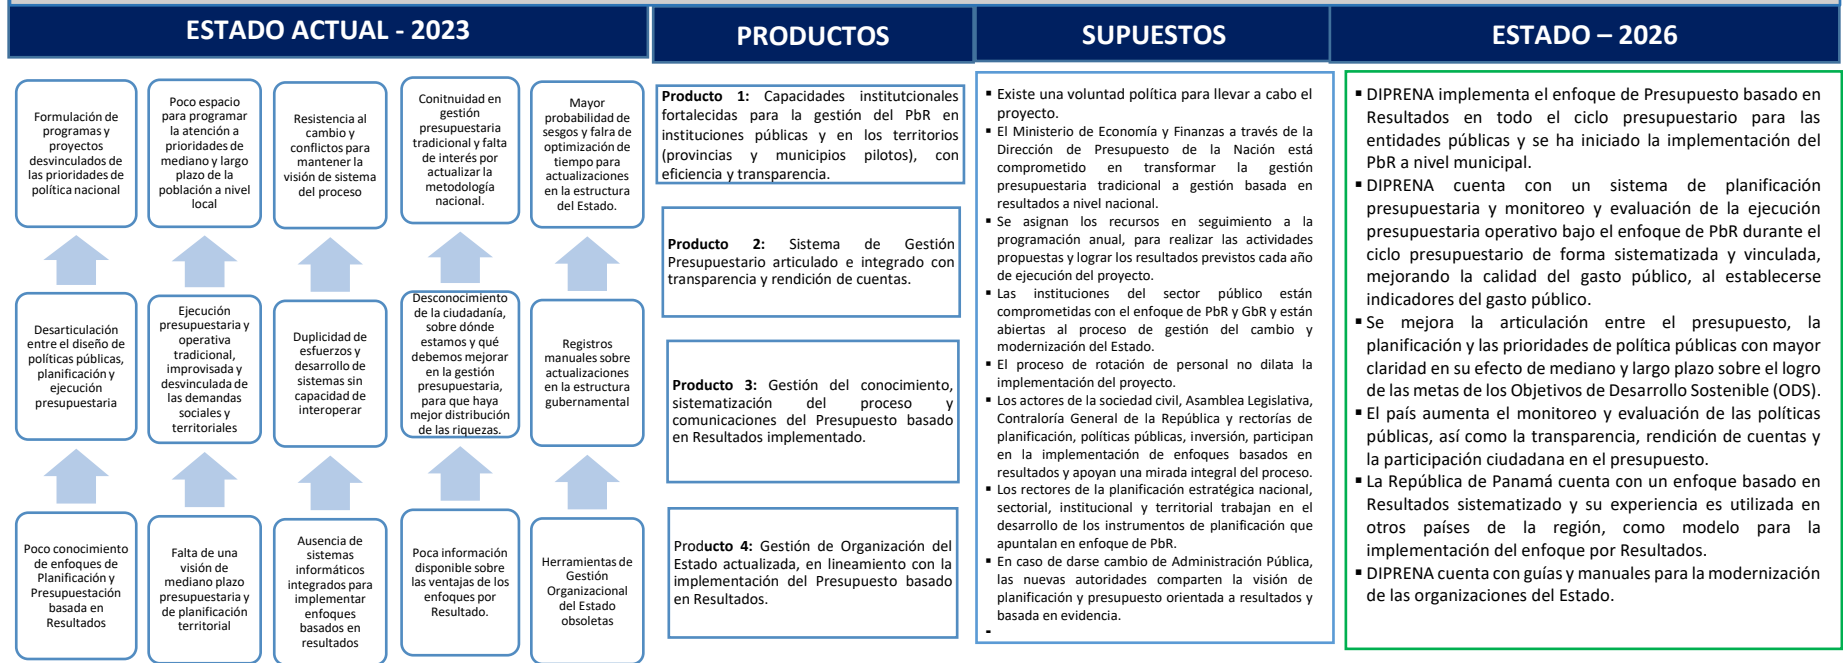 ESTADO ACTUAL - 2023
PRODUCTOS
SUPUESTOS
ESTADO – 2026
Formulación de
programas y
proyectos
desvinculados de
las prioridades de
política nacional
Poco espacio
para programar
la atención a
prioridades de
mediano y largo
plazo de la
población a nivel
local
Resistencia al
cambio y
conflictos para
mantener la
visión de sistema
del proceso
Conitnuidad en
gestión
presupuestaria
tradicional y falta
de interés por
actualizar la
metodología
nacional.
Mayor
probabilidad de
sesgos y falra de
optimización de
tiempo para
actualizaciones
en la estructura
del Estado.
Desarticulación
entre el diseño de
políticas públicas,
planificación y
ejecución
presupuestaria
Ejecución
presupuestaria y
operativa
tradicional,
improvisada y
desvinculada de
las demandas
sociales y
territoriales
Duplicidad de
esfuerzos y
desarrollo de
sistemas sin
capacidad de
interoperar
Desconocimiento
de la ciudadanía,
sobre dónde
estamos y qué
debemos mejorar
en la gestión
presupuestaria,
para que haya
mejor distribución
de las riquezas.
Registros
manuales sobre
actualizaciones
en la estructura
gubernamental
Poco conocimiento
de enfoques de
Planificación y
Presupuestación
basada en
Resultados
Falta de una
visión de
mediano plazo
presupuestaria y
de planificación
territorial
Ausencia de
sistemas
informáticos
integrados para
implementar
enfoques
basados en
resultados
Poca información
disponible sobre
las ventajas de los
enfoques por
Resultado.
Herramientas de
Gestión
Organizacional
del Estado
obsoletas
Producto 1: Capacidades institutcionales
fortalecidas para la gestión del PbR en
instituciones públicas y en los territorios
(provincias y municipios pilotos), con
eficiencia y transparencia.
Producto 2: Sistema de Gestión
Presupuestario articulado e integrado con
transparencia y rendición de cuentas.
Producto 3: Gestión del conocimiento,
sistematización del proceso y
comunicaciones del Presupuesto basado
en Resultados implementado.
Producto 4: Gestión de Organización del
Estado actualizada, en lineamiento con la
implementación del Presupuesto basado
en Resultados.
▪ Existe una voluntad política para llevar a cabo el
proyecto.
▪ El Ministerio de Economía y Finanzas a través de la
Dirección de Presupuesto de la Nación está
comprometido en transformar la gestión
presupuestaria tradicional a gestión basada en
resultados a nivel nacional.
▪ Se asignan los recursos en seguimiento a la
programación anual, para realizar las actividades
propuestas y lograr los resultados previstos cada año
de ejecución del proyecto.
▪ Las instituciones del sector público están
comprometidas con el enfoque de PbR y GbR y están
abiertas al proceso de gestión del cambio y
modernización del Estado.
▪ El proceso de rotación de personal no dilata la
implementación del proyecto.
▪ Los actores de la sociedad civil, Asamblea Legislativa,
Contraloría General de la República y rectorías de
planificación, políticas públicas, inversión, participan
en la implementación de enfoques basados en
resultados y apoyan una mirada integral del proceso.
▪ Los rectores de la planificación estratégica nacional,
sectorial, institucional y territorial trabajan en el
desarrollo de los instrumentos de planificación que
apuntalan en enfoque de PbR.
▪ En caso de darse cambio de Administración Pública,
las nuevas autoridades comparten la visión de
planificación y presupuesto orientada a resultados y
basada en evidencia.
-
▪ DIPRENA implementa el enfoque de Presupuesto basado en
Resultados en todo el ciclo presupuestario para las
entidades públicas y se ha iniciado la implementación del
PbR a nivel municipal.
▪ DIPRENA cuenta con un sistema de planificación
presupuestaria y monitoreo y evaluación de la ejecución
presupuestaria operativo bajo el enfoque de PbR durante el
ciclo presupuestario de forma sistematizada y vinculada,
mejorando la calidad del gasto público, al establecerse
indicadores del gasto público.
▪ Se mejora la articulación entre el presupuesto, la
planificación y las prioridades de política públicas con mayor
claridad en su efecto de mediano y largo plazo sobre el logro
de las metas de los Objetivos de Desarrollo Sostenible (ODS).
▪ El país aumenta el monitoreo y evaluación de las políticas
públicas, así como la transparencia, rendición de cuentas y
la participación ciudadana en el presupuesto.
▪ La República de Panamá cuenta con un enfoque basado en
Resultados sistematizado y su experiencia es utilizada en
otros países de la región, como modelo para la
implementación del enfoque por Resultados.
▪ DIPRENA cuenta con guías y manuales para la modernización
de las organizaciones del Estado.